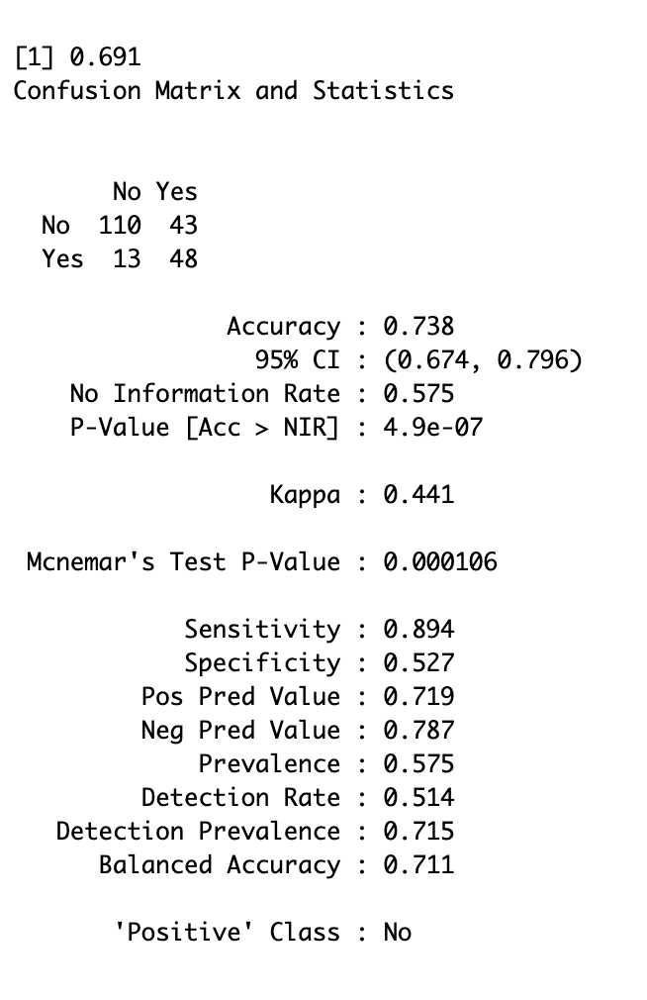 [1] 0.691
Confusion Matrix and Statistics
No Yes
No 110 43
Yes 13 48
Accuracy : 0.738
95% CI : (0.674, 0.796)
No Information Rate : 0.575
P-Value [Acc > NIR] : 4.9e-07
Kappa : 0.441
Mcnemar's Test P-Value : 0.000106
Sensitivity : 0.894
Specificity : 0.527
Pos Pred Value : 0.719
Neg Pred Value : 0.787
Prevalence : 0.575
Detection Rate : 0.514
Detection Prevalence : 0.715
Balanced Accuracy : 0.711
'Positive' Class : No